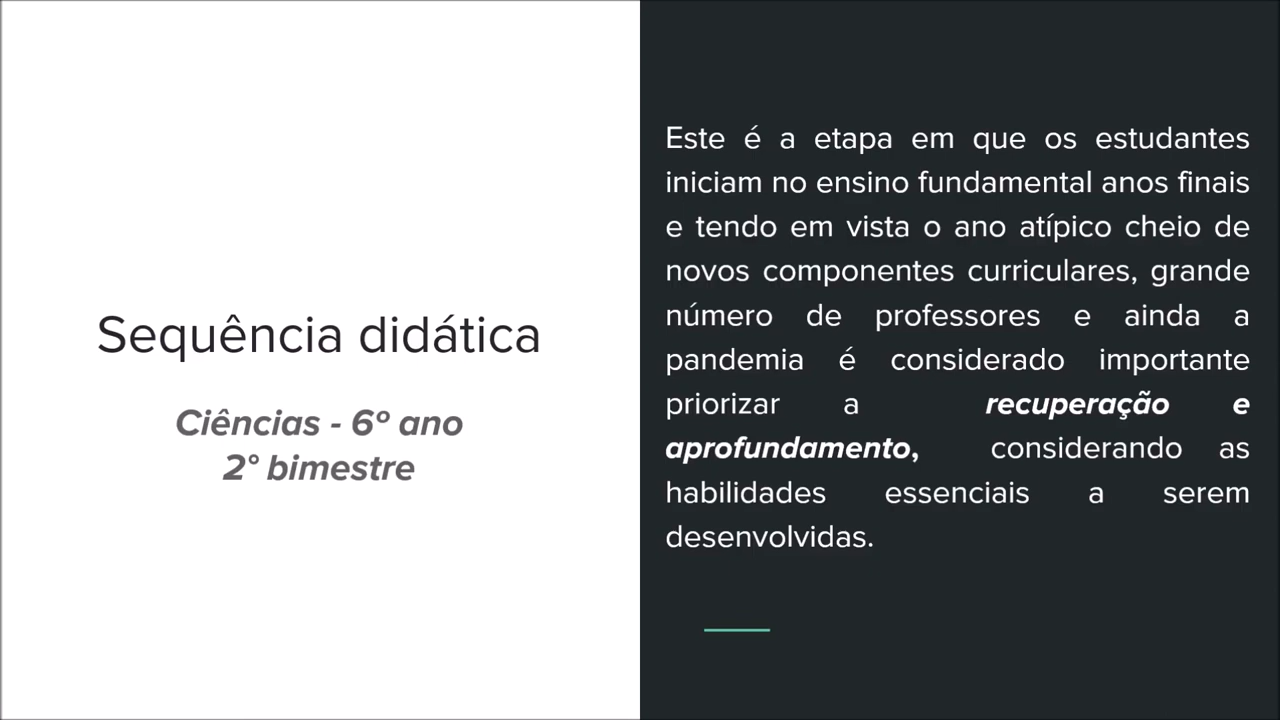 Sequência didática
Ciências - 6º ano
2° bimestre
Este é a etapa em que os estudantes
iniciam no ensino fundamental anos finais
e tendo em vista o ano atípico cheio de
novos componentes curriculares, grande
número de professores e ainda a
pandemia é considerado importante
priorizar a recuperação e
aprofundamento, considerando as
habilidades essenciais a serem
desenvolvidas.